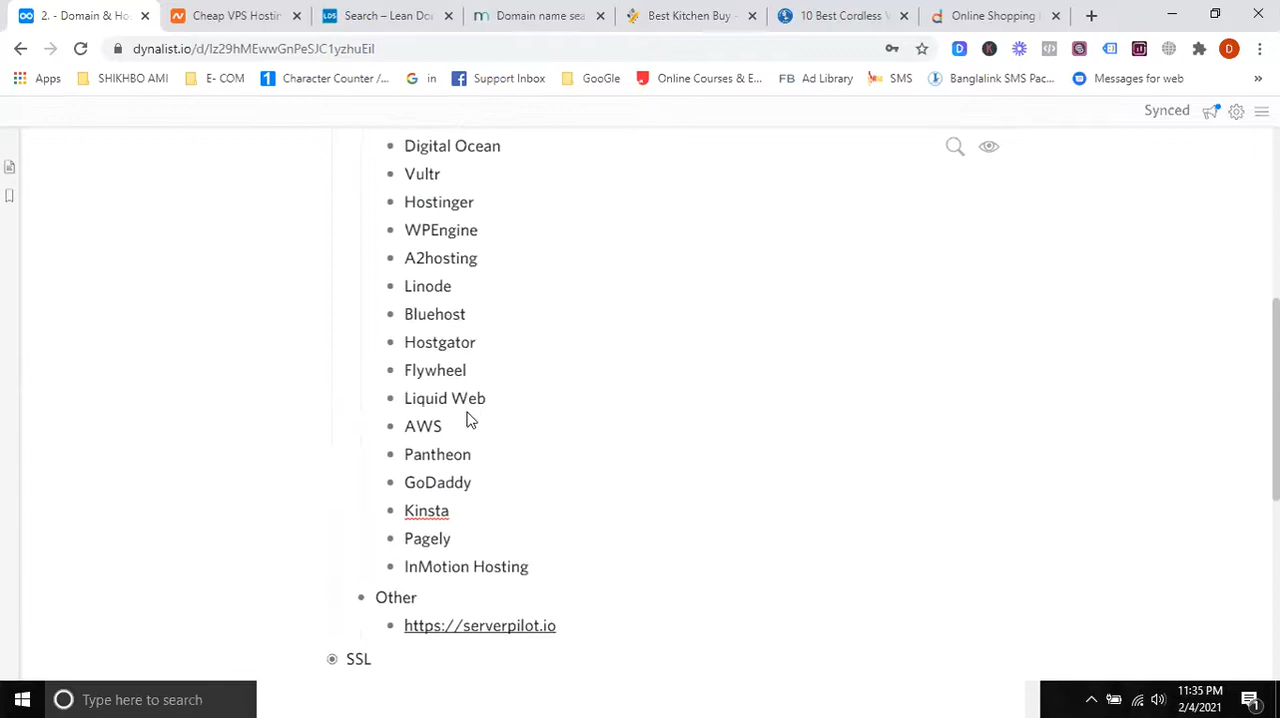 2. - Domain & Ho:
Cheap VPS Hostin
Search – Lean Do
Domain name sea
Best Kitchen Buy -
10 Best Cordless V
Online Shopping
dynalist.io/d/Iz29hMEwwGnPeSJC1yzhuEil
Apps
SHIKHBO AMI
E- COM
Character Counter /...
in
Support Inbox
GooGle
Online Courses & E...
FB Ad Library
SMS
Banglalink SMS Pac...
Messages for web
Synced
Digital Ocean
Vultr
Hostinger
WPEngine
A2hosting
Linode
Bluehost
Hostgator
Flywheel
Liquid Web
AWS
Pantheon
GoDaddy
Kinsta
Pagely
InMotion Hosting
Other
https://serverpilot.io
SSL
Type here to search
11:35 PM
2/4/2021